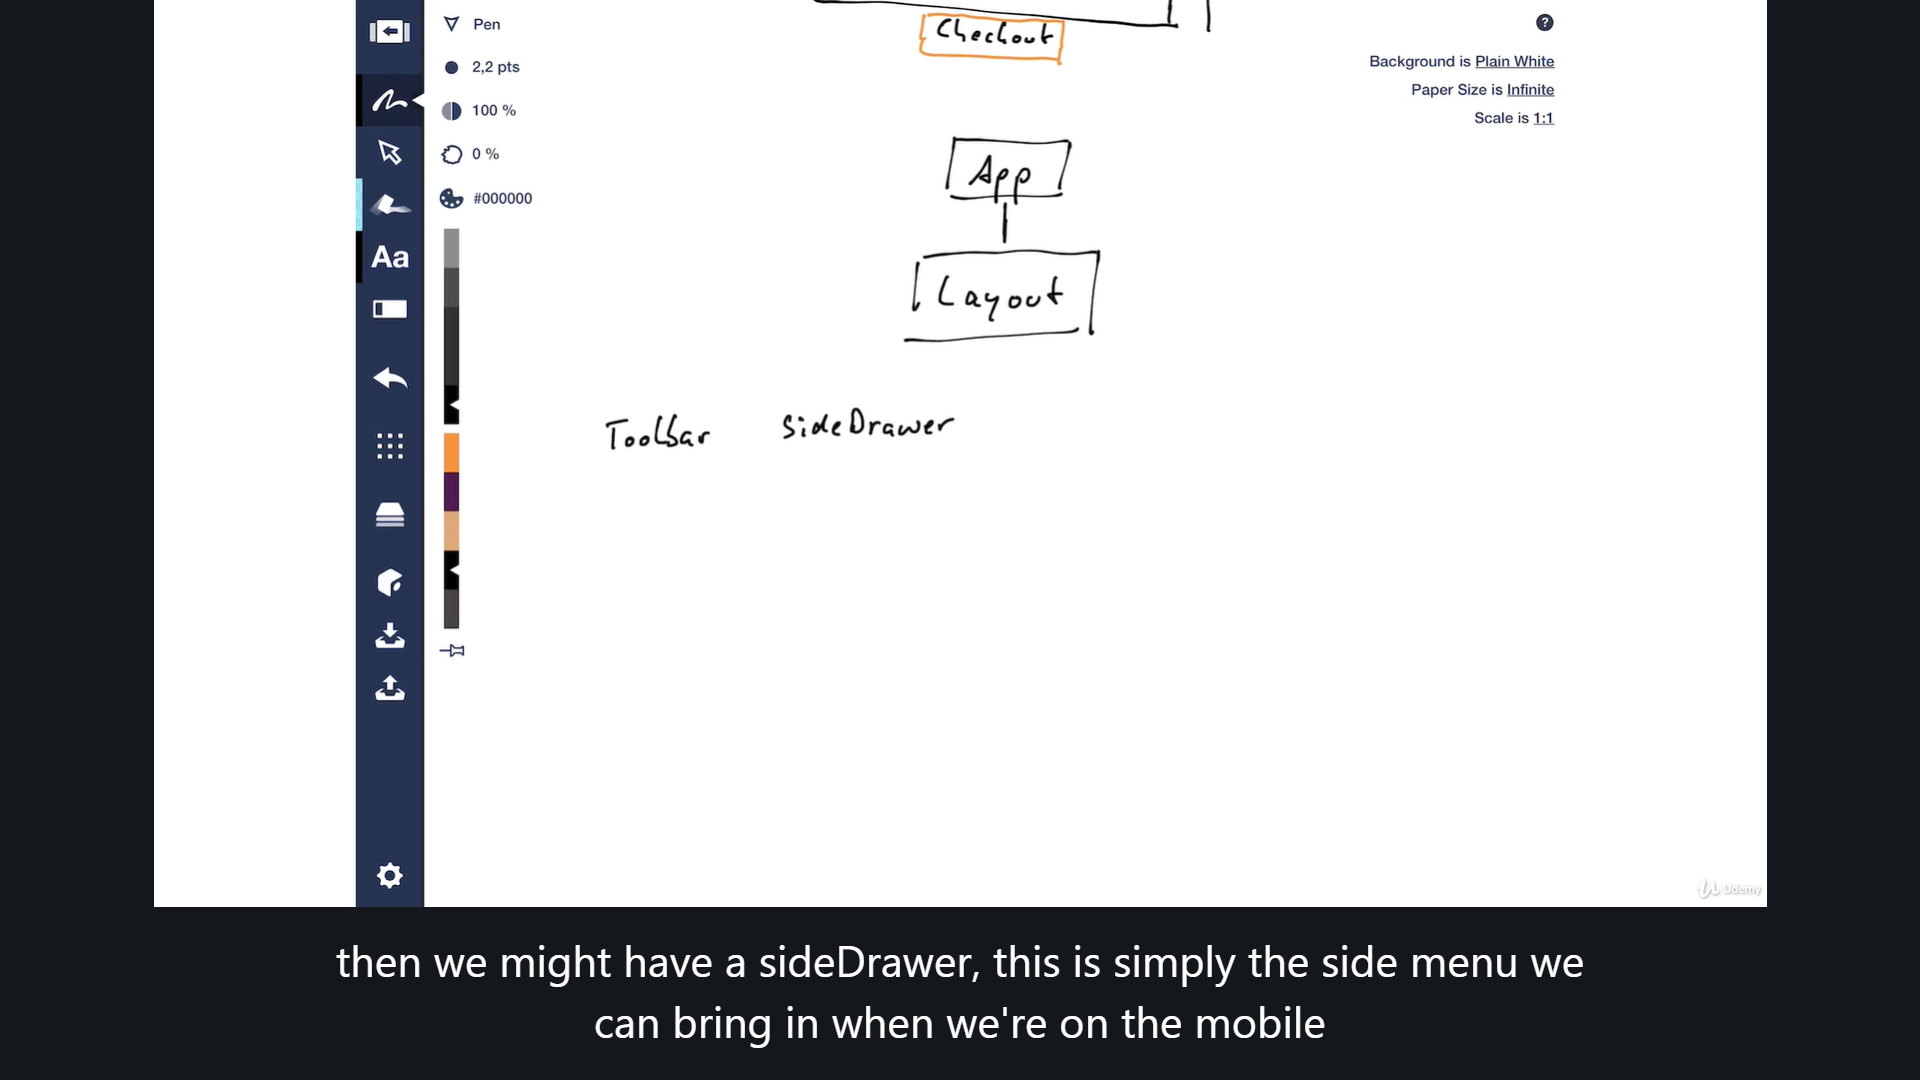 Pen
2,2 pts
100 %
0 %
#000000
Aa
Checkout
?
Background is Plain White
Paper Size is Infinite
Scale is 1:1
App
Layout
Toolbar sideDrawer
Udemy
then we might have a sideDrawer, this is simply the side menu we
can bring in when we're on the mobile